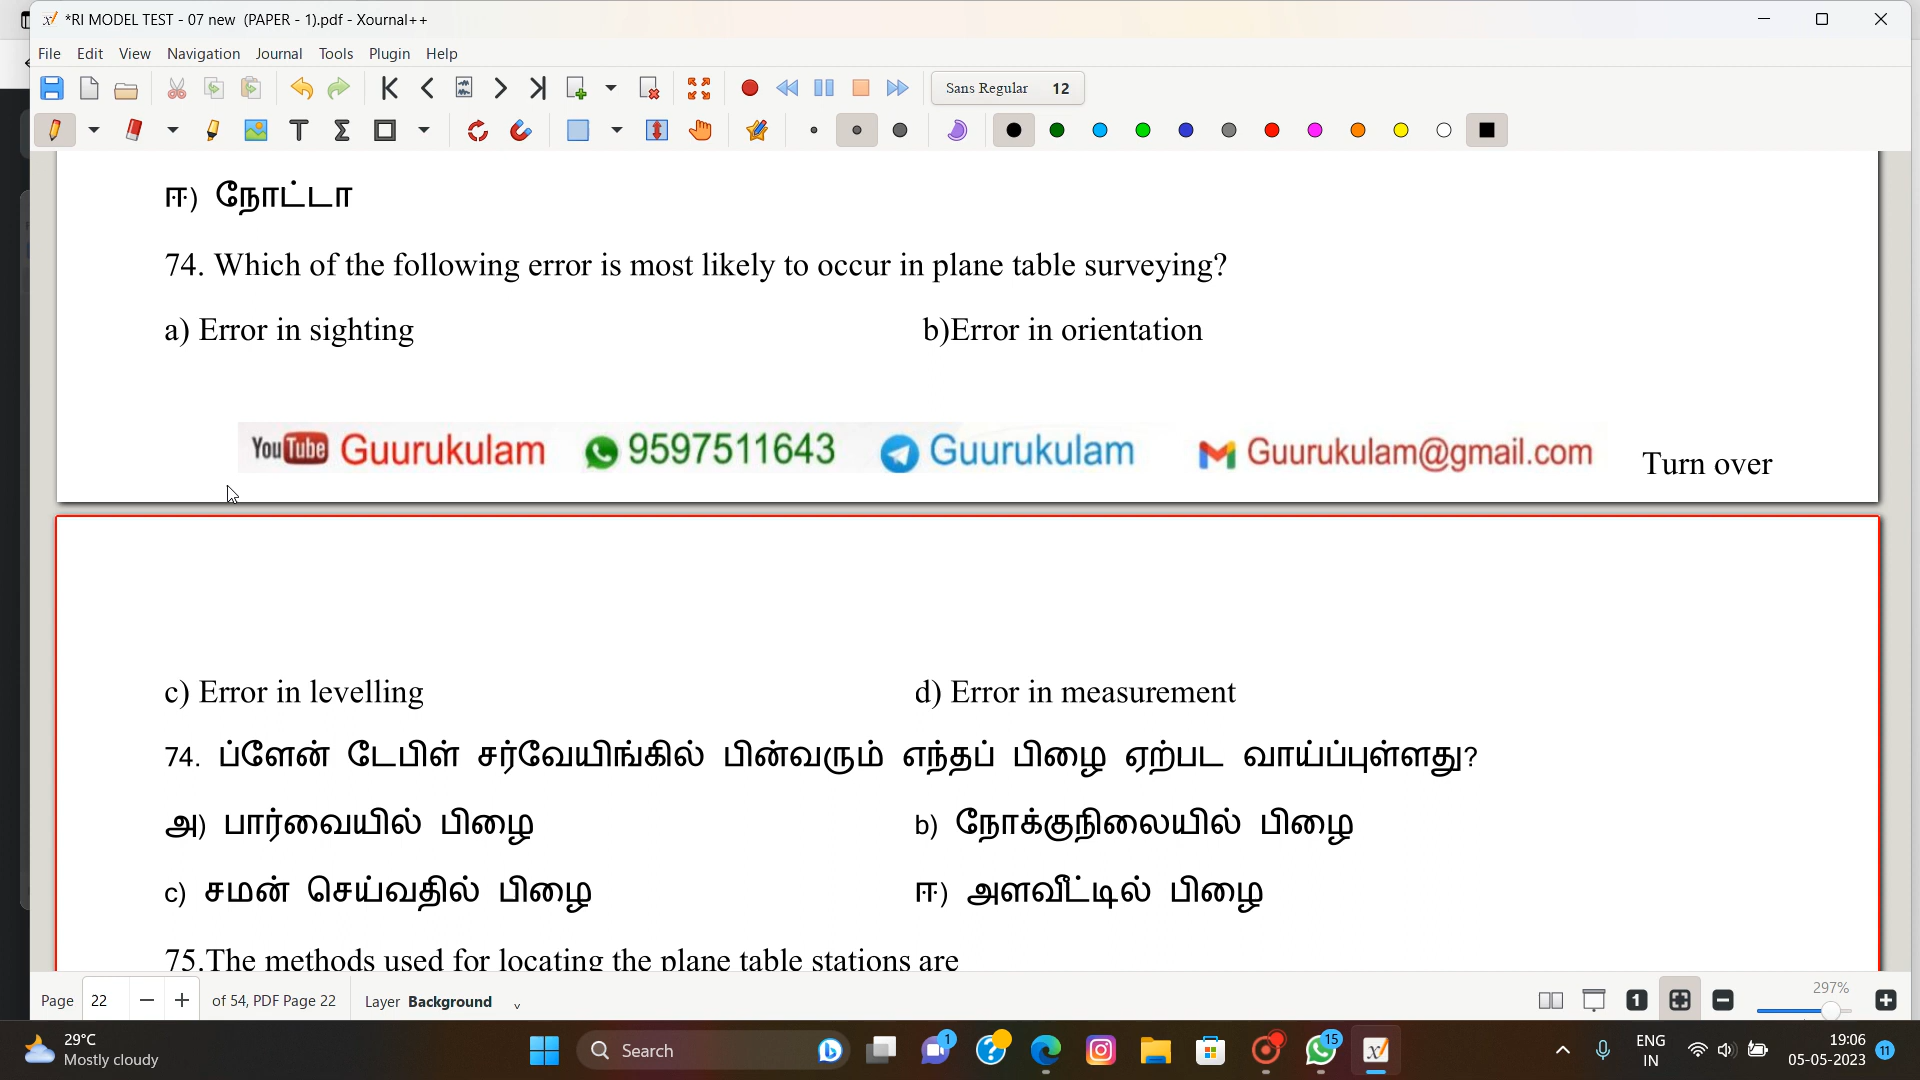 *RI MODEL TEST - 07 new (PAPER - 1).pdf - Xournal++
File Edit View Navigation Journal Tools Plugin Help
Sans Regular 12
ஈ) நோட்டா
74. Which of the following error is most likely to occur in plane table surveying?
a) Error in sighting b)Error in orientation
YouTube Guurukulam 9597511643 Guurukulam Guurukulam@gmail.com Turn over
c) Error in levelling d) Error in measurement
74. ப்ளேன் டேபிள் சர்வேயிங்கில் பின்வரும் எந்தப் பிழை ஏற்பட வாய்ப்புள்ளது?
அ) பார்வையில் பிழை b) நோக்குநிலையில் பிழை
c) சமன் செய்வதில் பிழை ஈ) அளவீட்டில் பிழை
75.The methods used for locating the plane table stations are
Page 22 of 54, PDF Page 22 Layer Background 297%
29°C
Mostly cloudy
Search
1
15
ENG
IN
19:06
05-05-2023
11